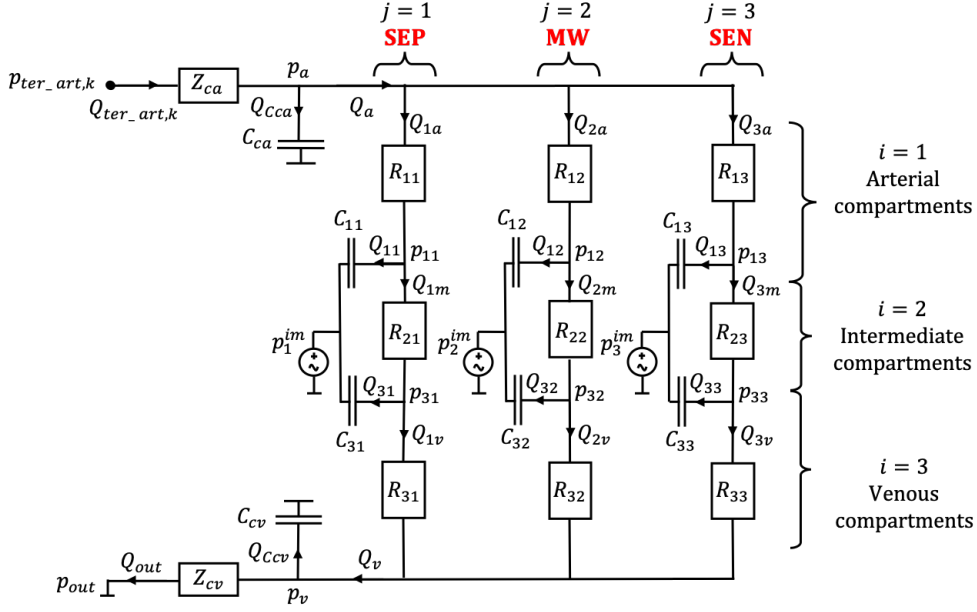 j = 1
SEP
j = 2
MW
j = 3
SEN
p_{ter_art,k}
Z_{ca}
p_a
Q_{ter_art,k}
Q_{Cca}
Q_a
C_{ca}
Q_{1a}
Q_{2a}
Q_{3a}
R_{11}
R_{12}
R_{13}
i = 1
Arterial
compartments
C_{11}
Q_{11}
p_{11}
C_{12}
Q_{12}
p_{12}
C_{13}
Q_{13}
p_{13}
Q_{1m}
Q_{2m}
Q_{3m}
p_1^{im}
R_{21}
p_2^{im}
R_{22}
p_3^{im}
R_{23}
i = 2
Intermediate
compartments
Q_{31}
p_{31}
Q_{32}
p_{32}
Q_{33}
p_{33}
C_{31}
Q_{1v}
C_{32}
Q_{2v}
C_{33}
Q_{3v}
R_{31}
R_{32}
R_{33}
i = 3
Venous
compartments
C_{cv}
Q_{Ccv}
Q_v
Q_{out}
p_{out}
Z_{cv}
p_v